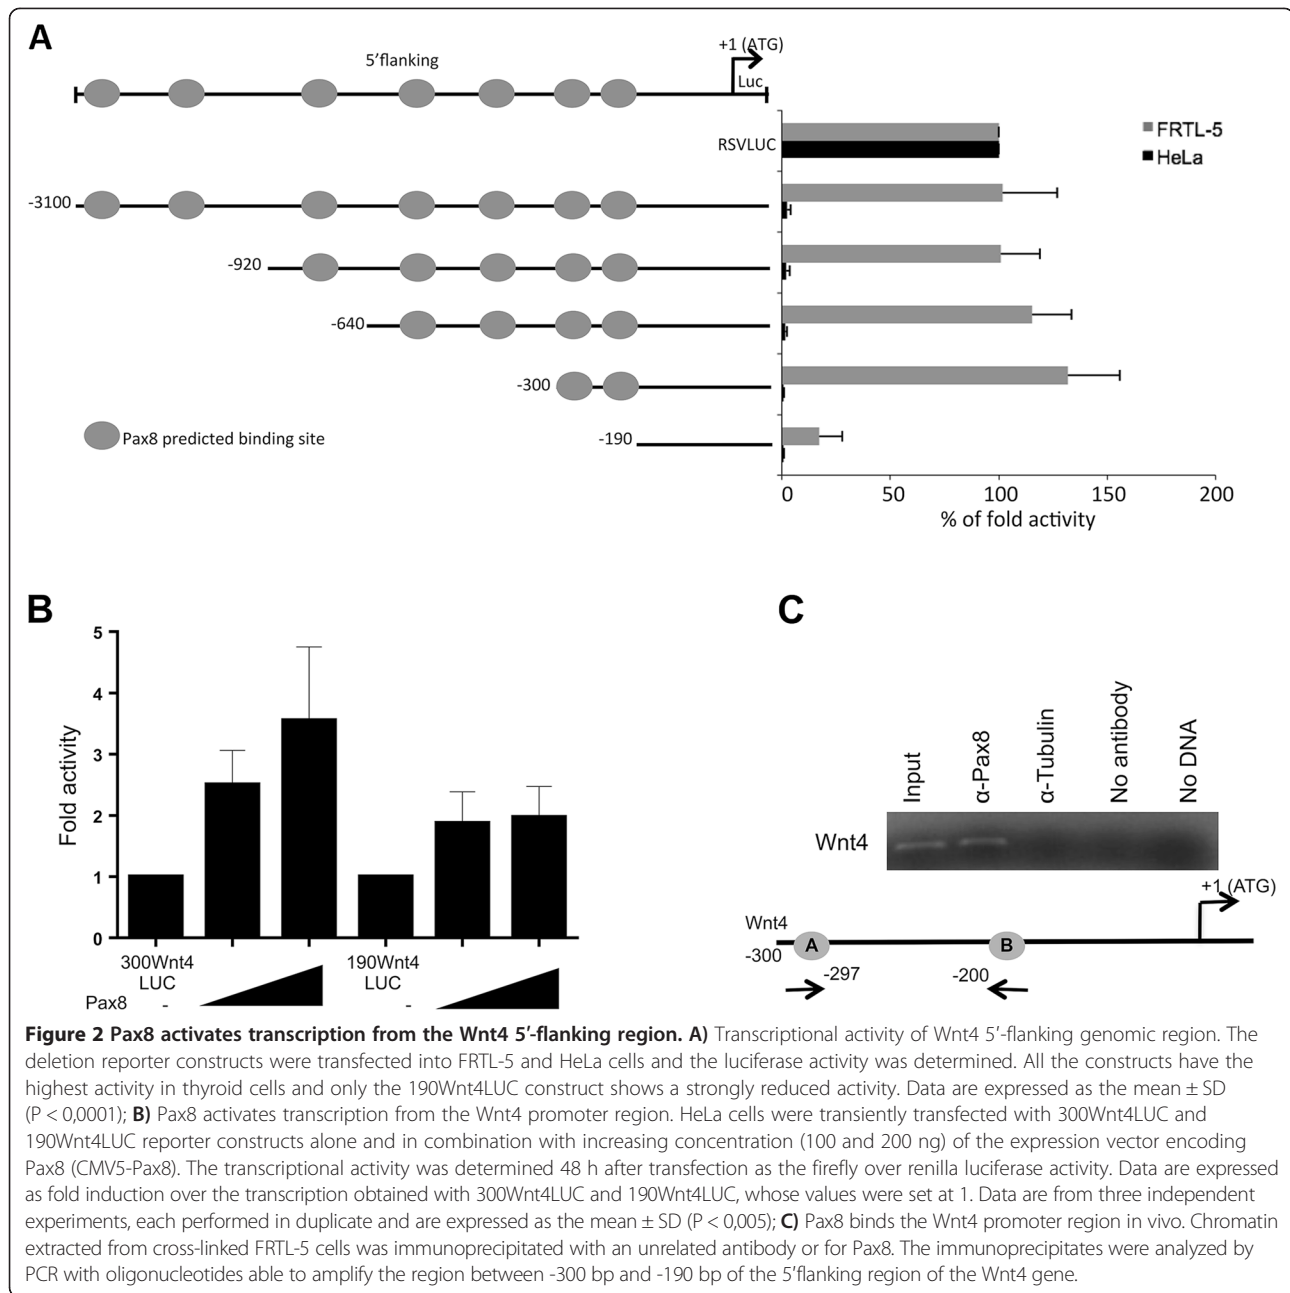 A
5'flanking
+1 (ATG)
Luc
RSVLUC
FRTL-5
HeLa
-3100
-920
-640
-300
-190
Pax8 predicted binding site
0 50 100 150 200
% of fold activity
B
5
4
3
2
1
0
Fold activity
300Wnt4 LUC
190Wnt4 LUC
Pax8 - -
C
Input
α-Pax8
α-Tubulin
No antibody
No DNA
Wnt4
+1 (ATG)
Wnt4
A
B
-300
-297
-200
Figure 2 Pax8 activates transcription from the Wnt4 5′-flanking region. A) Transcriptional activity of Wnt4 5′-flanking genomic region. The
deletion reporter constructs were transfected into FRTL-5 and HeLa cells and the luciferase activity was determined. All the constructs have the
highest activity in thyroid cells and only the 190Wnt4LUC construct shows a strongly reduced activity. Data are expressed as the mean ± SD
(P < 0,0001); B) Pax8 activates transcription from the Wnt4 promoter region. HeLa cells were transiently transfected with 300Wnt4LUC and
190Wnt4LUC reporter constructs alone and in combination with increasing concentration (100 and 200 ng) of the expression vector encoding
Pax8 (CMV5-Pax8). The transcriptional activity was determined 48 h after transfection as the firefly over renilla luciferase activity. Data are expressed
as fold induction over the transcription obtained with 300Wnt4LUC and 190Wnt4LUC, whose values were set at 1. Data are from three independent
experiments, each performed in duplicate and are expressed as the mean ± SD (P < 0,005); C) Pax8 binds the Wnt4 promoter region in vivo. Chromatin
extracted from cross-linked FRTL-5 cells was immunoprecipitated with an unrelated antibody or for Pax8. The immunoprecipitates were analyzed by
PCR with oligonucleotides able to amplify the region between -300 bp and -190 bp of the 5′flanking region of the Wnt4 gene.